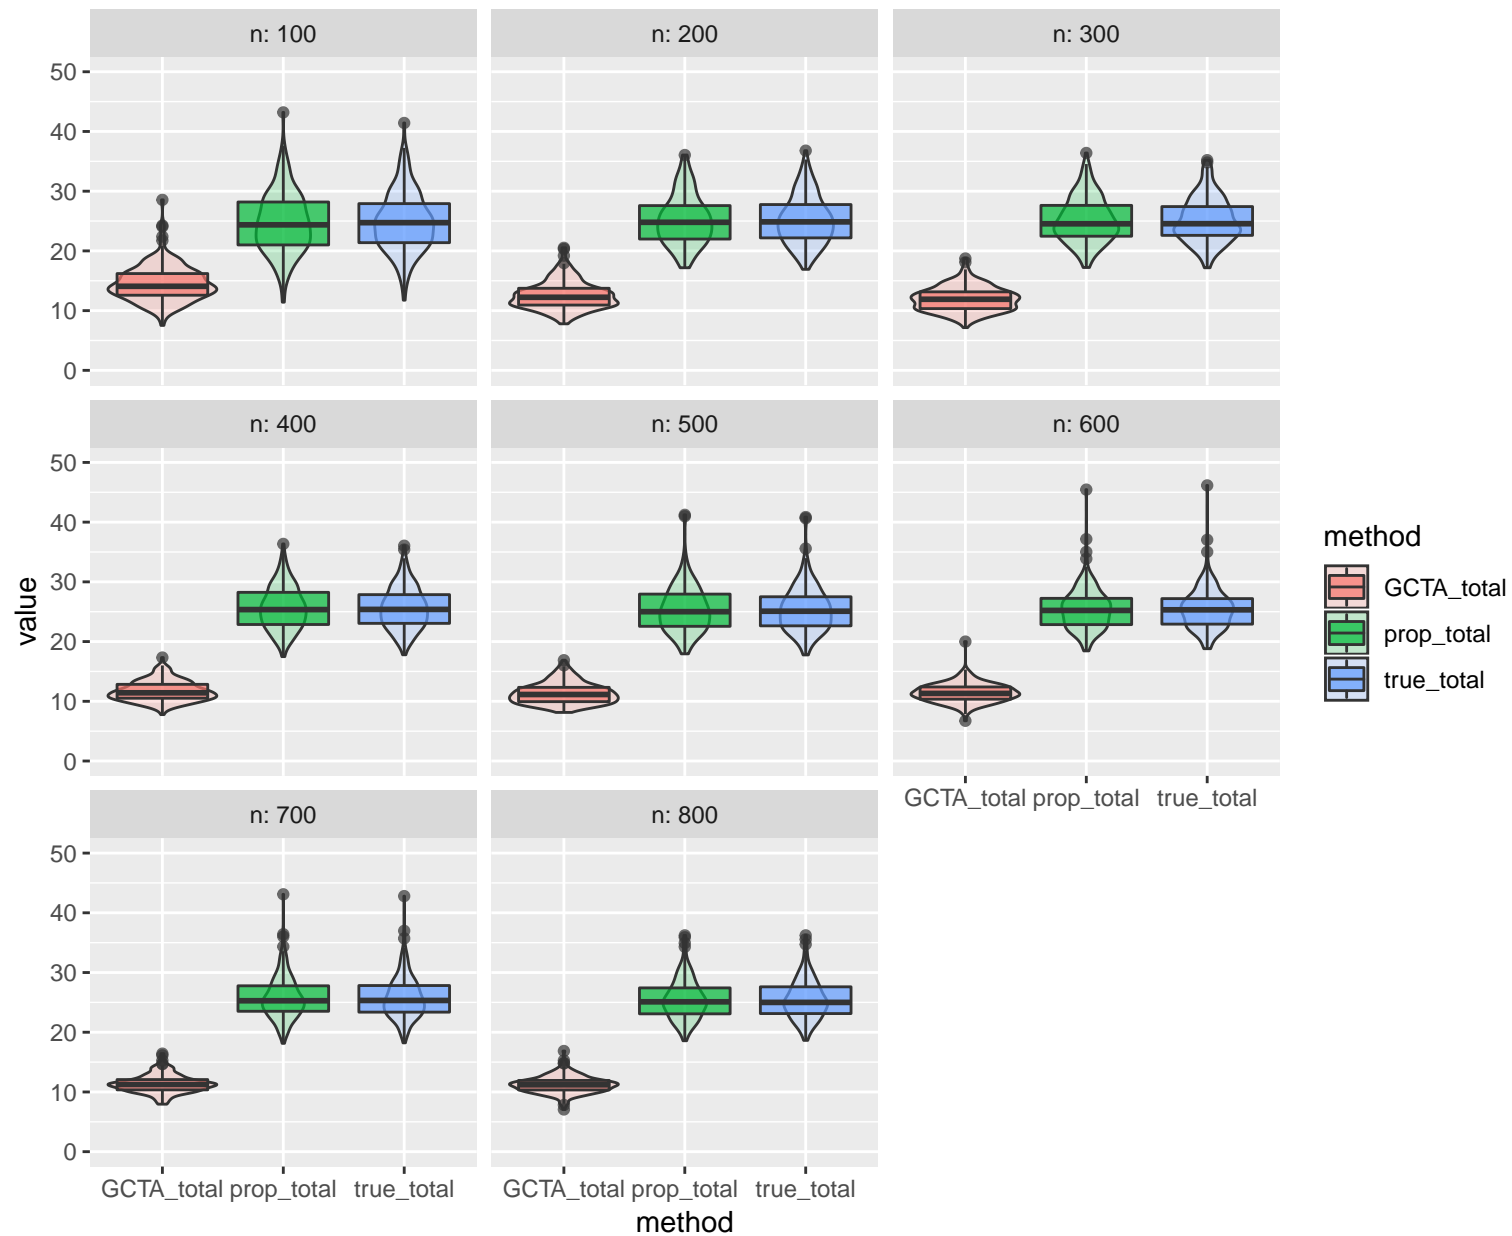 n: 100
n: 200
n: 300
50
40
30
20
10
0
n: 400
n: 500
n: 600
50
40
30
20
10
0
GCTA_total prop_total true_total
n: 700
n: 800
50
40
30
20
10
0
GCTA_total prop_total true_total
GCTA_total prop_total true_total
method
value
method
GCTA_total
prop_total
true_total